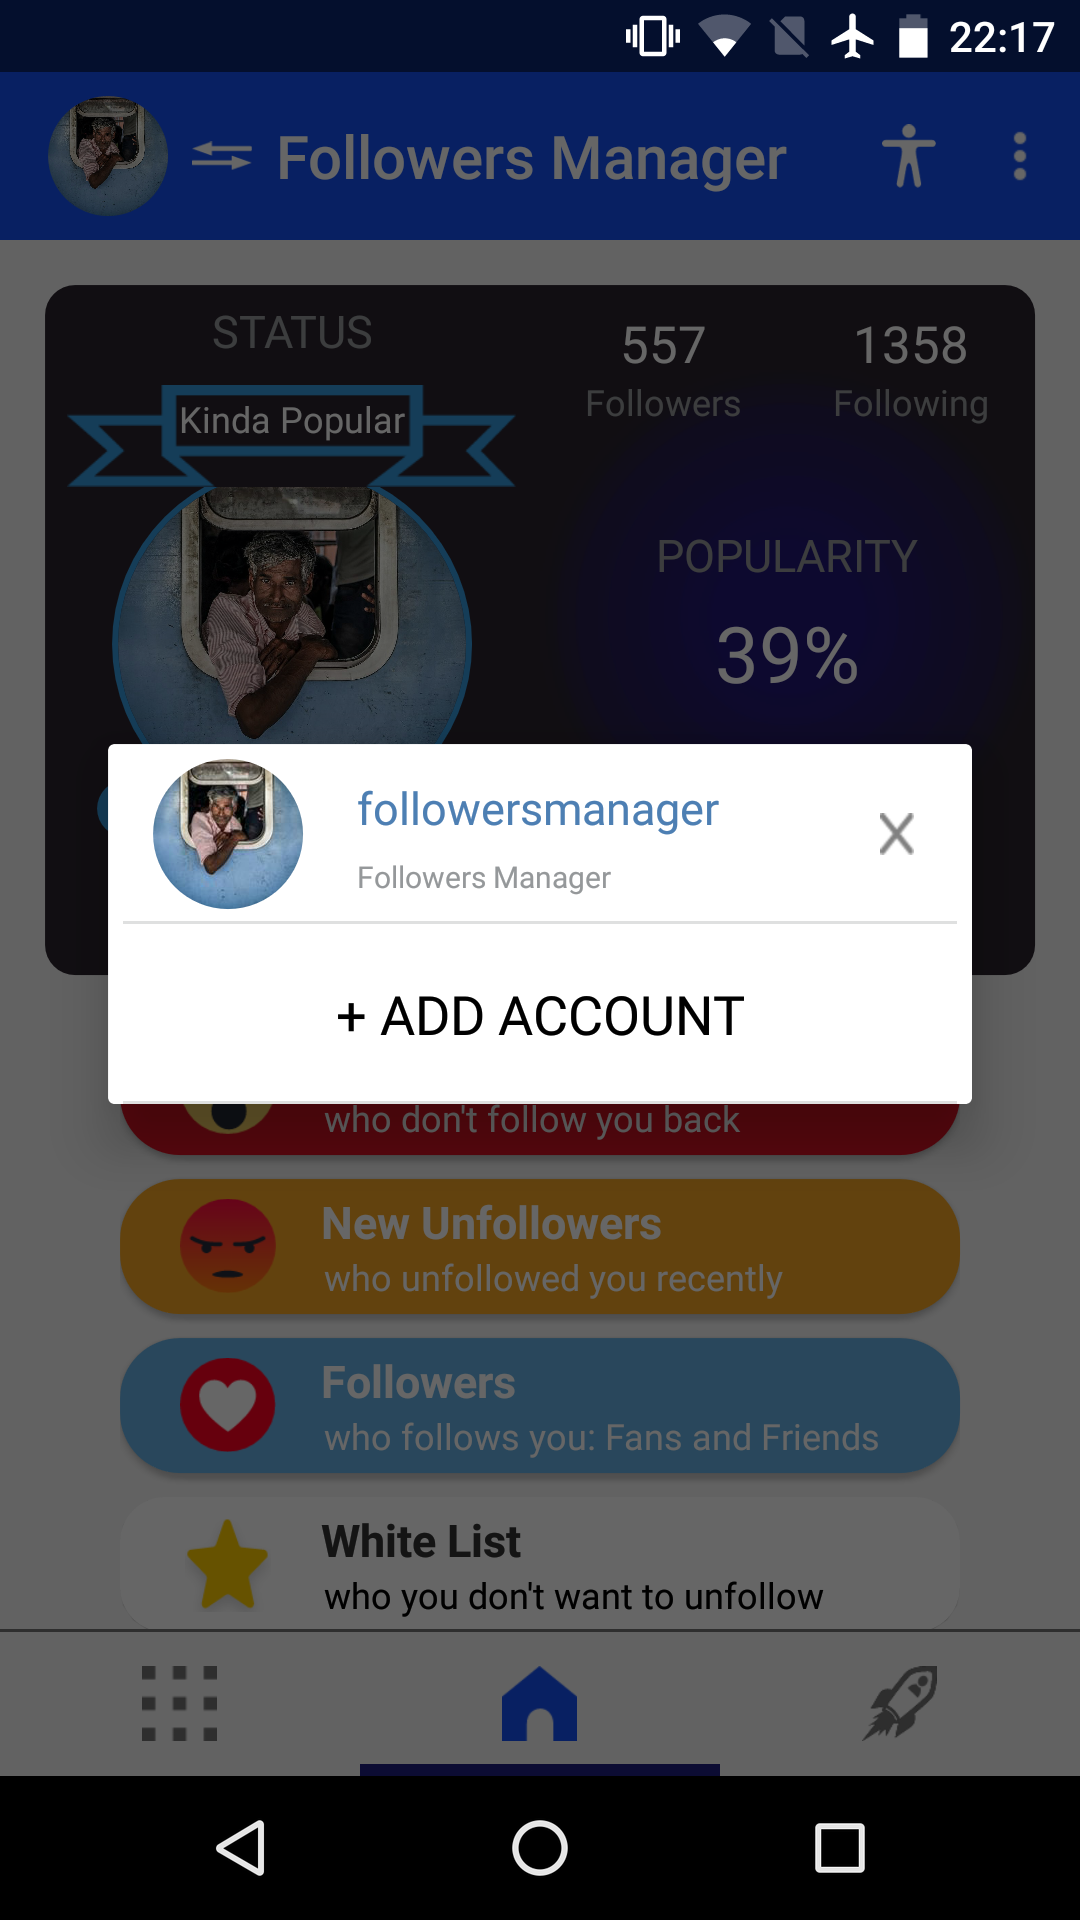 22:17
Followers Manager
STATUS
557
1358
Followers
Following
Kinda Popular
POPULARITY
39%
followersmanager
Followers Manager
+ ADD ACCOUNT
who don't follow you back
New Unfollowers
who unfollowed you recently
Followers
who follows you: Fans and Friends
White List
who you don't want to unfollow